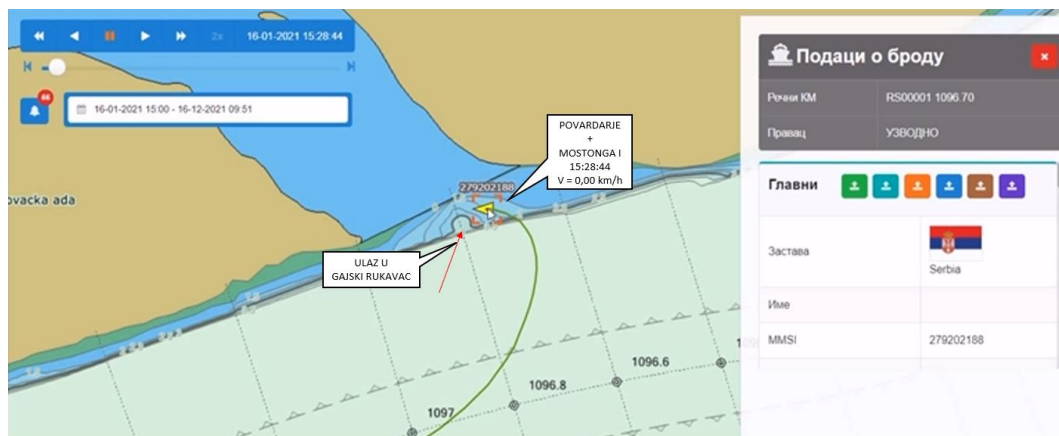 2x 16-01-2021 15:28:44
66
16-01-2021 15:00 - 16-12-2021 09:51
ovacka ada
POVARDARJE
+
MOSTONGA I
15:28:44
V = 0,00 km/h
279202188
ULAZ U
GAJSKI RUKAVAC
1096.6
1096.8
1097
Подаци о броду
Речни КМ RS00001 1096.70
Правац УЗВОДНО
Главни
Застава
Serbia
Име
MMSI 279202188